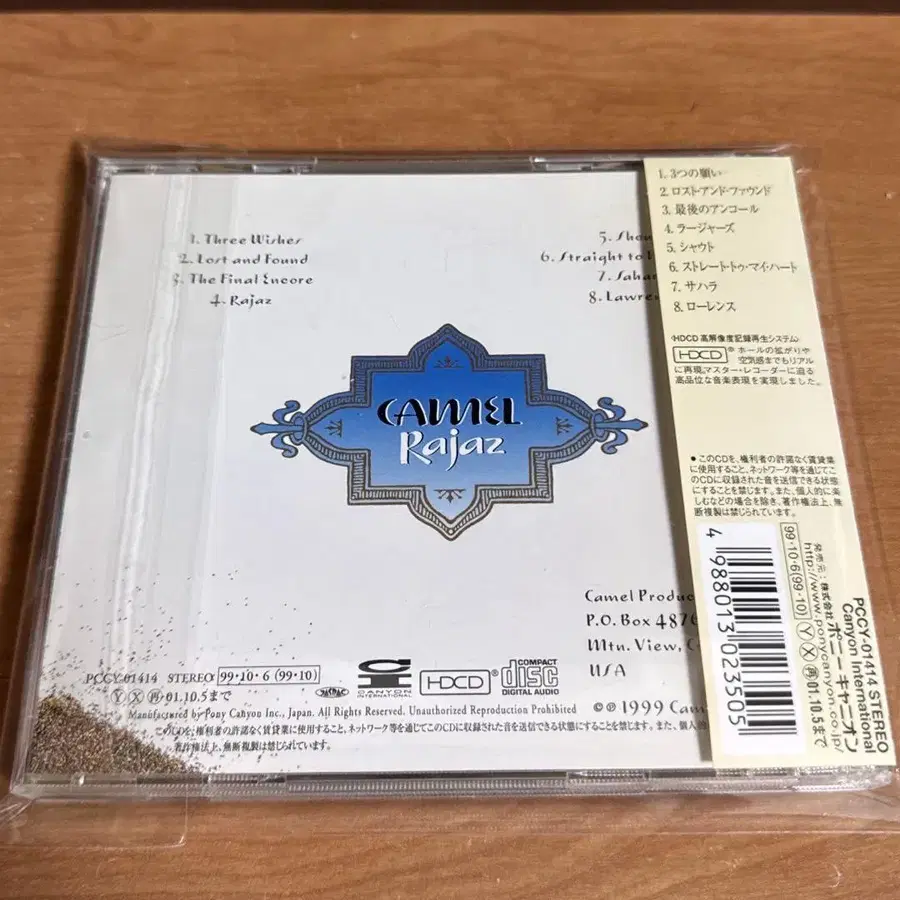 1. Three Wishes
2. Lost and Found
3. The Final Encore
4. Rajaz
5. Shou
6. Straight to
7. Sahar
8. Lawre
CAMEL
Rajaz
Camel Produc
P.O. Box 4876
Mtn. View, C
USA
PCCY-01414 STEREO 99・10・6 (99・10)
Ⓨ Ⓧ 再 01.10.5まで
CANYON
INTERNATIONAL
HDCD
COMPACT
disc
DIGITAL AUDIO
Manufactured by Pony Canyon Inc., Japan. All Rights Reserved. Unauthorized Reproduction Prohibited
© ℗ 1999 Cam
このCDを、権利者の許諾なく賃貸業に使用すること、ネットワーク等を通じてこのCDに収録された音を送信できる状態にすることを禁じます。また、個人的
著作権法上、無断複製は禁じられています。
1. 3つの願い
2. ロスト・アンド・ファウンド
3. 最後のアンコール
4. ラージャーズ
5. シャウト
6. ストレート・トゥ・マイ・ハート
7. サハラ
8. ローレンス
〈HDCD 高解像度記録再生システム〉
HDCD® ホールの拡がりや
空気感までもリアル
に再現。マスター・レコーダーに迫る
高品位な音楽表現を実現しました。
●このCDを、権利者の許諾なく賃貸業
に使用すること、ネットワーク等を通じてこ
のCDに収録された音を送信できる状態
にすることを禁じます。また、個人的に楽
しむなどの場合を除き、著作権法上、無
断複製は禁じられています。
4 988013 023505
99・10・6(99・10) Ⓨ Ⓧ 再 01.10.5まで
発売元：株式会社 ポニーキャニオン
http://www.ponycanyon.co.jp/
Canyon International
PCCY-01414 STEREO